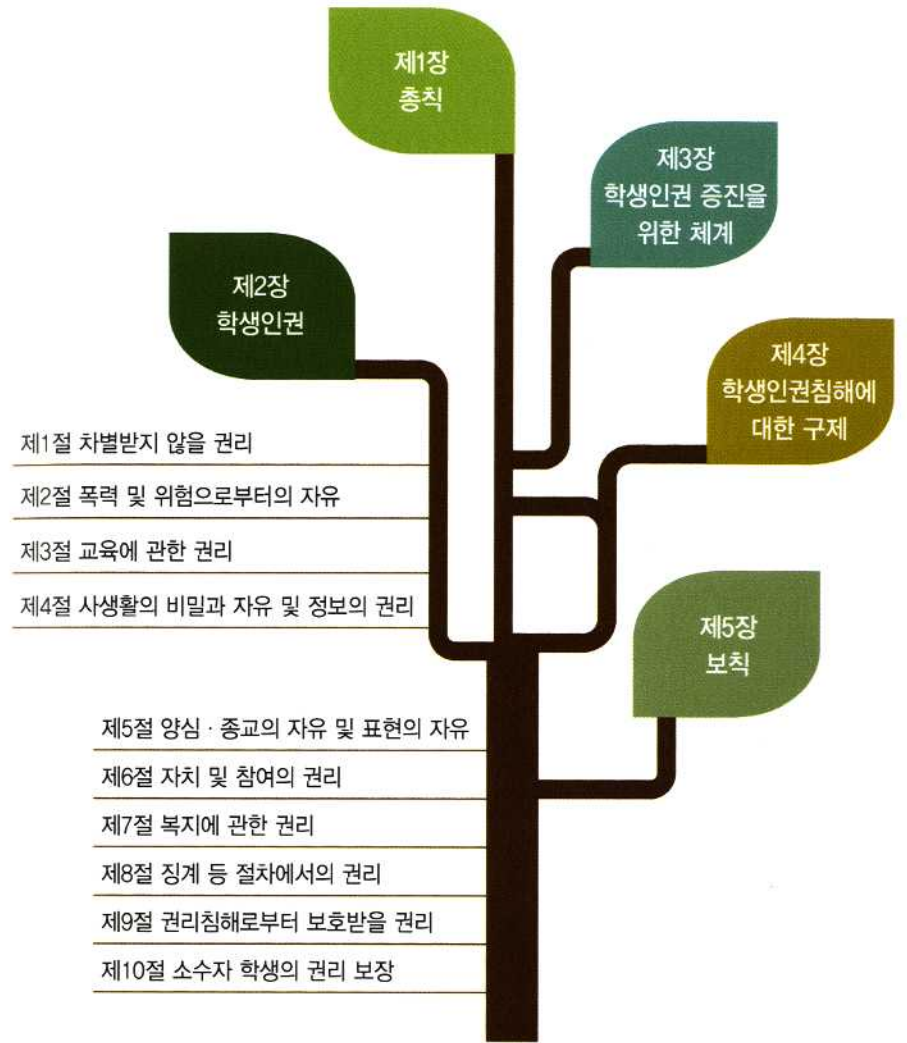 제1장
총칙
제3장
학생인권 증진을
위한 체계
제2장
학생인권
제4장
학생인권침해에
대한 구제
제1절 차별받지 않을 권리
제2절 폭력 및 위험으로부터의 자유
제3절 교육에 관한 권리
제4절 사생활의 비밀과 자유 및 정보의 권리
제5장
보칙
제5절 양심 · 종교의 자유 및 표현의 자유
제6절 자치 및 참여의 권리
제7절 복지에 관한 권리
제8절 징계 등 절차에서의 권리
제9절 권리침해로부터 보호받을 권리
제10절 소수자 학생의 권리 보장